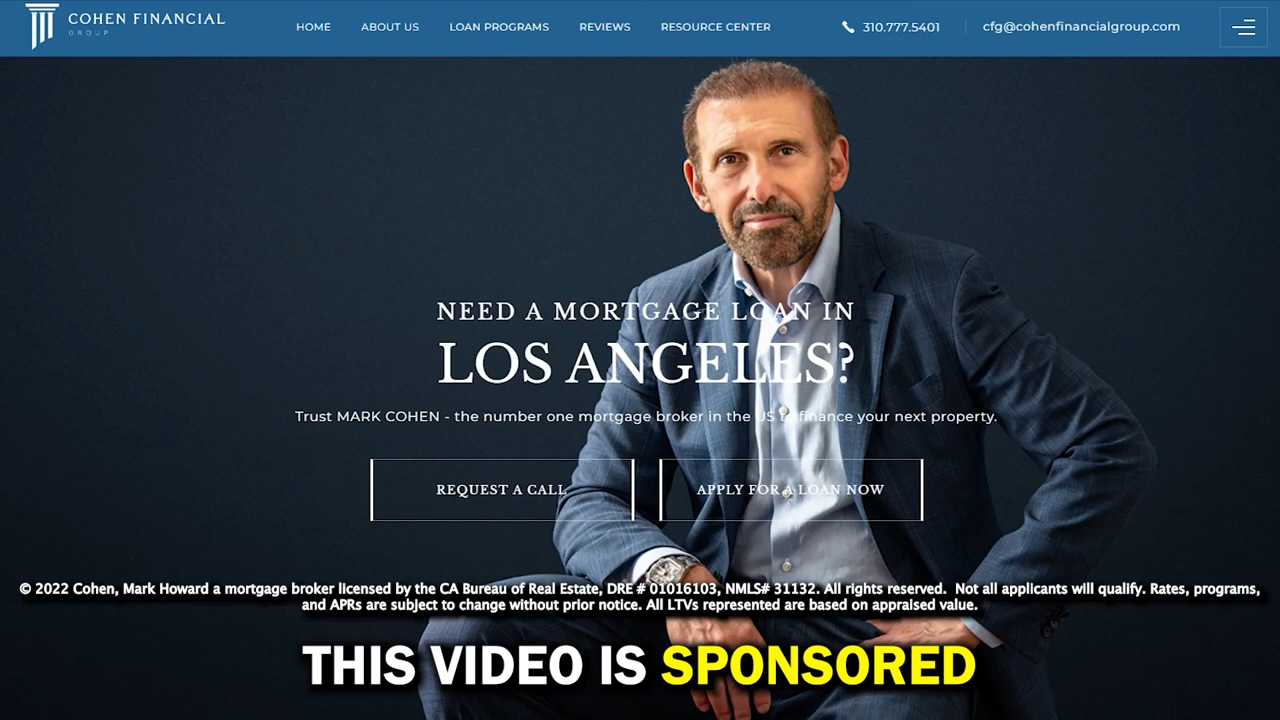 COHEN FINANCIAL
GROUP
HOME ABOUT US LOAN PROGRAMS REVIEWS RESOURCE CENTER 310.777.5401 cfg@cohenfinancialgroup.com
NEED A MORTGAGE LOAN IN
LOS ANGELES?
Trust MARK COHEN - the number one mortgage broker in the US to finance your next property.
REQUEST A CALL APPLY FOR A LOAN NOW
© 2022 Cohen, Mark Howard a mortgage broker licensed by the CA Bureau of Real Estate, DRE # 01016103, NMLS# 31132. All rights reserved. Not all applicants will qualify. Rates, programs,
and APRs are subject to change without prior notice. All LTVs represented are based on appraised value.
THIS VIDEO IS SPONSORED